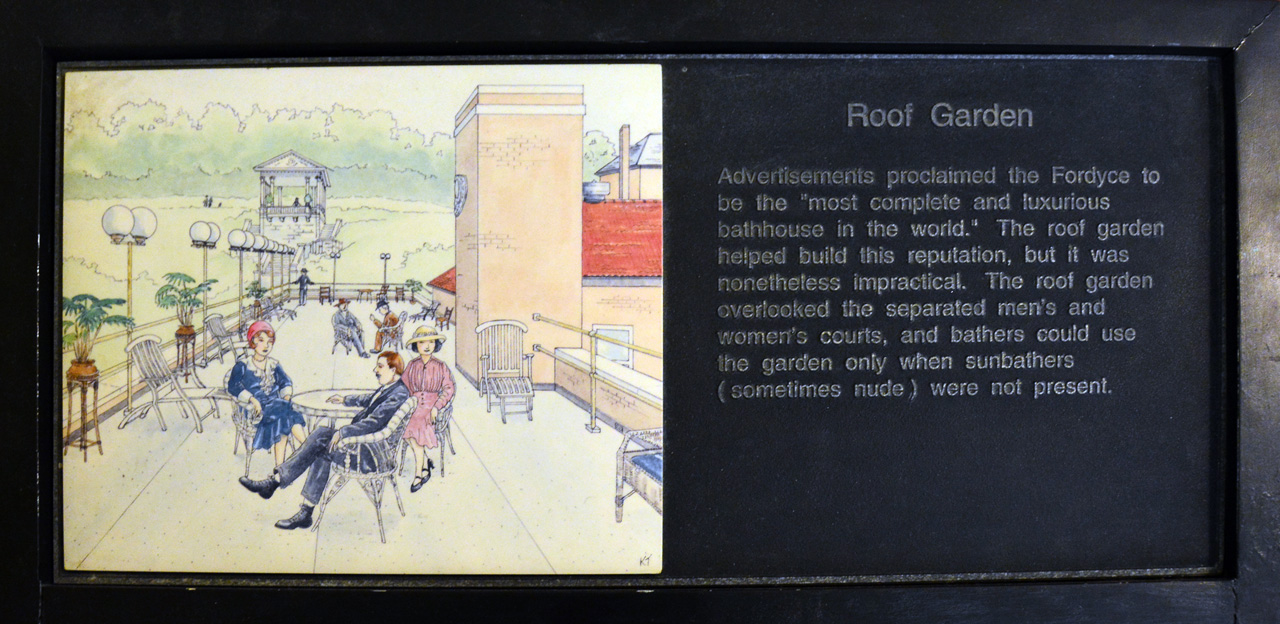 Roof Garden
Advertisements proclaimed the Fordyce to
be the "most complete and luxurious
bathhouse in the world." The roof garden
helped build this reputation, but it was
nonetheless impractical. The roof garden
overlooked the separated men's and
women's courts, and bathers could use
the garden only when sunbathers
(sometimes nude) were not present.
KT